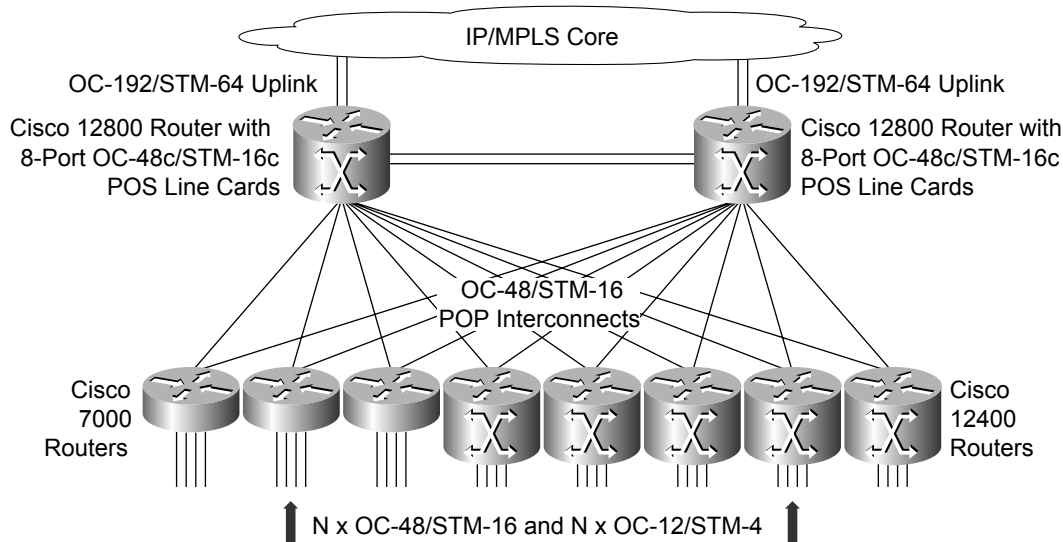 IP/MPLS Core
OC-192/STM-64 Uplink
OC-192/STM-64 Uplink
Cisco 12800 Router with
8-Port OC-48c/STM-16c
POS Line Cards
Cisco 12800 Router with
8-Port OC-48c/STM-16c
POS Line Cards
OC-48/STM-16
POP Interconnects
Cisco
7000
Routers
Cisco
12400
Routers
N x OC-48/STM-16 and N x OC-12/STM-4